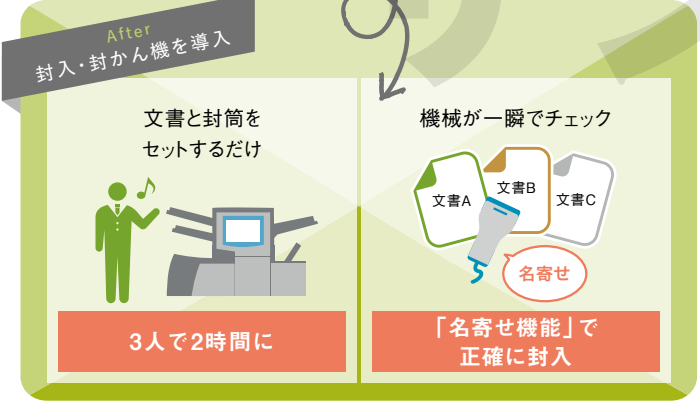 After
封入・封かん機を導入
文書と封筒を
セットするだけ
3人で2時間に
機械が一瞬でチェック
文書A
文書B
文書C
名寄せ
「名寄せ機能」で
正確に封入